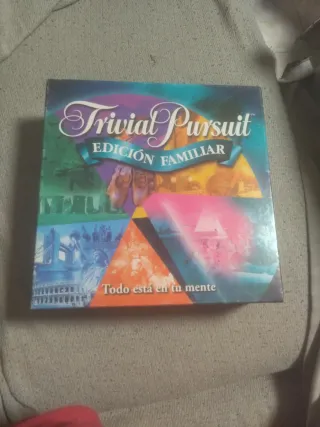 Trivial Pursuit
EDICIÓN FAMILIAR
Todo está en tu mente